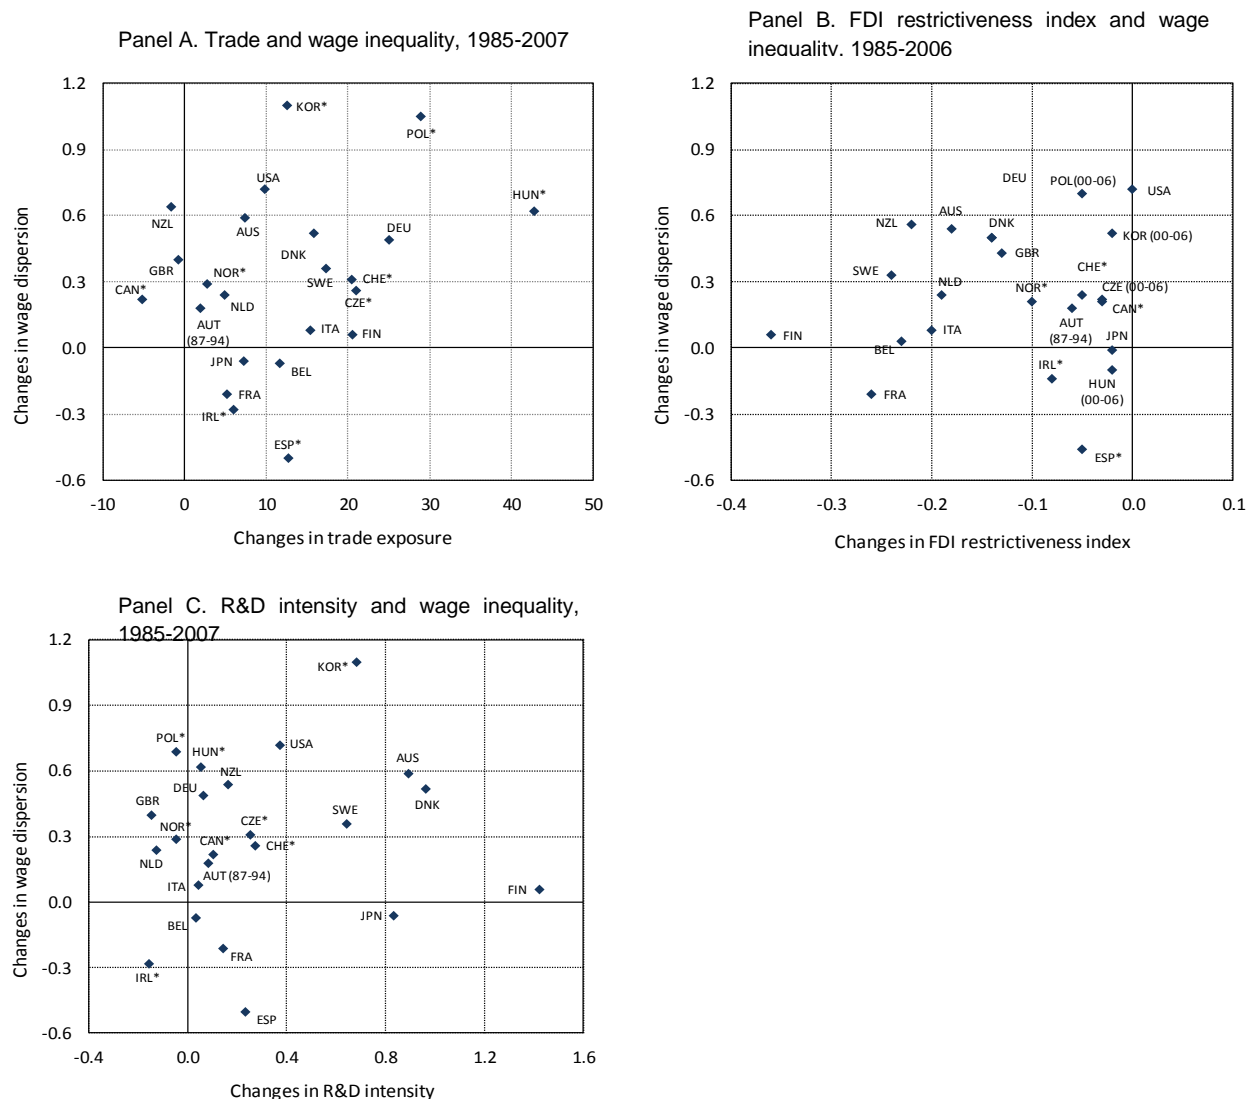 Panel A. Trade and wage inequality, 1985-2007
Changes in wage dispersion
1.2
0.9
0.6
0.3
0.0
-0.3
-0.6
KOR*
POL*
USA
HUN*
NZL
AUS
DEU
DNK
GBR
NOR*
SWE
CHE*
CAN*
NLD
CZE*
AUT
(87-94)
ITA
FIN
JPN
BEL
FRA
IRL*
ESP*
-10
0
10
20
30
40
50
Changes in trade exposure
Panel B. FDI restrictiveness index and wage
inequality, 1985-2006
Changes in wage dispersion
1.2
0.9
0.6
0.3
0.0
-0.3
-0.6
DEU
POL(00-06)
USA
NZL
AUS
DNK
KOR (00-06)
GBR
SWE
CHE*
NLD
NOR*
CZE (00-06)
CAN*
AUT
(87-94)
FIN
ITA
JPN
BEL
IRL*
HUN
(00-06)
FRA
ESP*
-0.4
-0.3
-0.2
-0.1
0.0
0.1
Changes in FDI restrictiveness index
Panel C. R&D intensity and wage inequality,
1985-2007
Changes in wage dispersion
1.2
0.9
0.6
0.3
0.0
-0.3
-0.6
KOR*
POL*
HUN*
USA
NZL
AUS
DEU
DNK
GBR
SWE
NOR*
CZE*
CAN*
CHE*
NLD
AUT (87-94)
ITA
FIN
BEL
JPN
FRA
IRL*
ESP
-0.4
0.0
0.4
0.8
1.2
1.6
Changes in R&D intensity